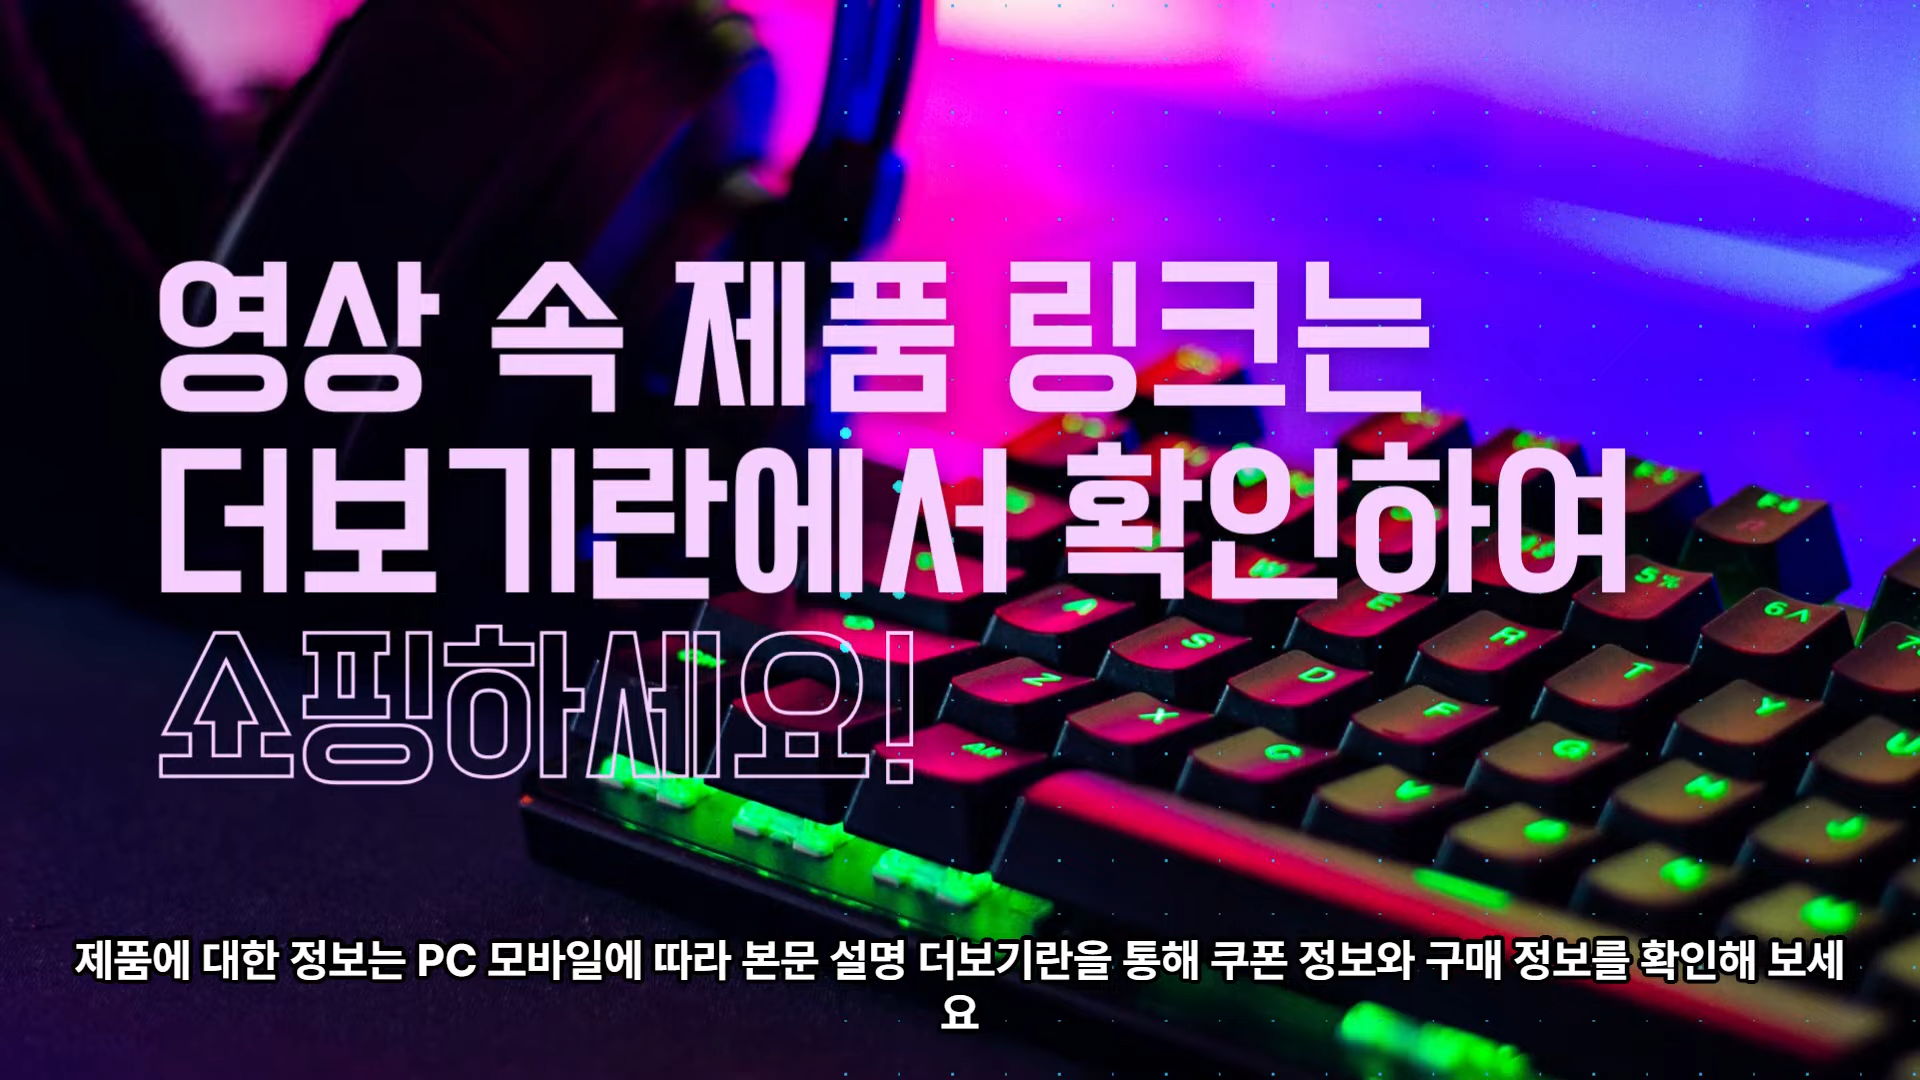 영상 속 제품 링크는
더보기란에서 확인하여
쇼핑하세요!
제품에 대한 정보는 PC 모바일에 따라 본문 설명 더보기란을 통해 쿠폰 정보와 구매 정보를 확인해 보세
요
5%
6^
W
E
R
T
Y
U
A
S
D
F
G
H
Z
X
C
V
Alt